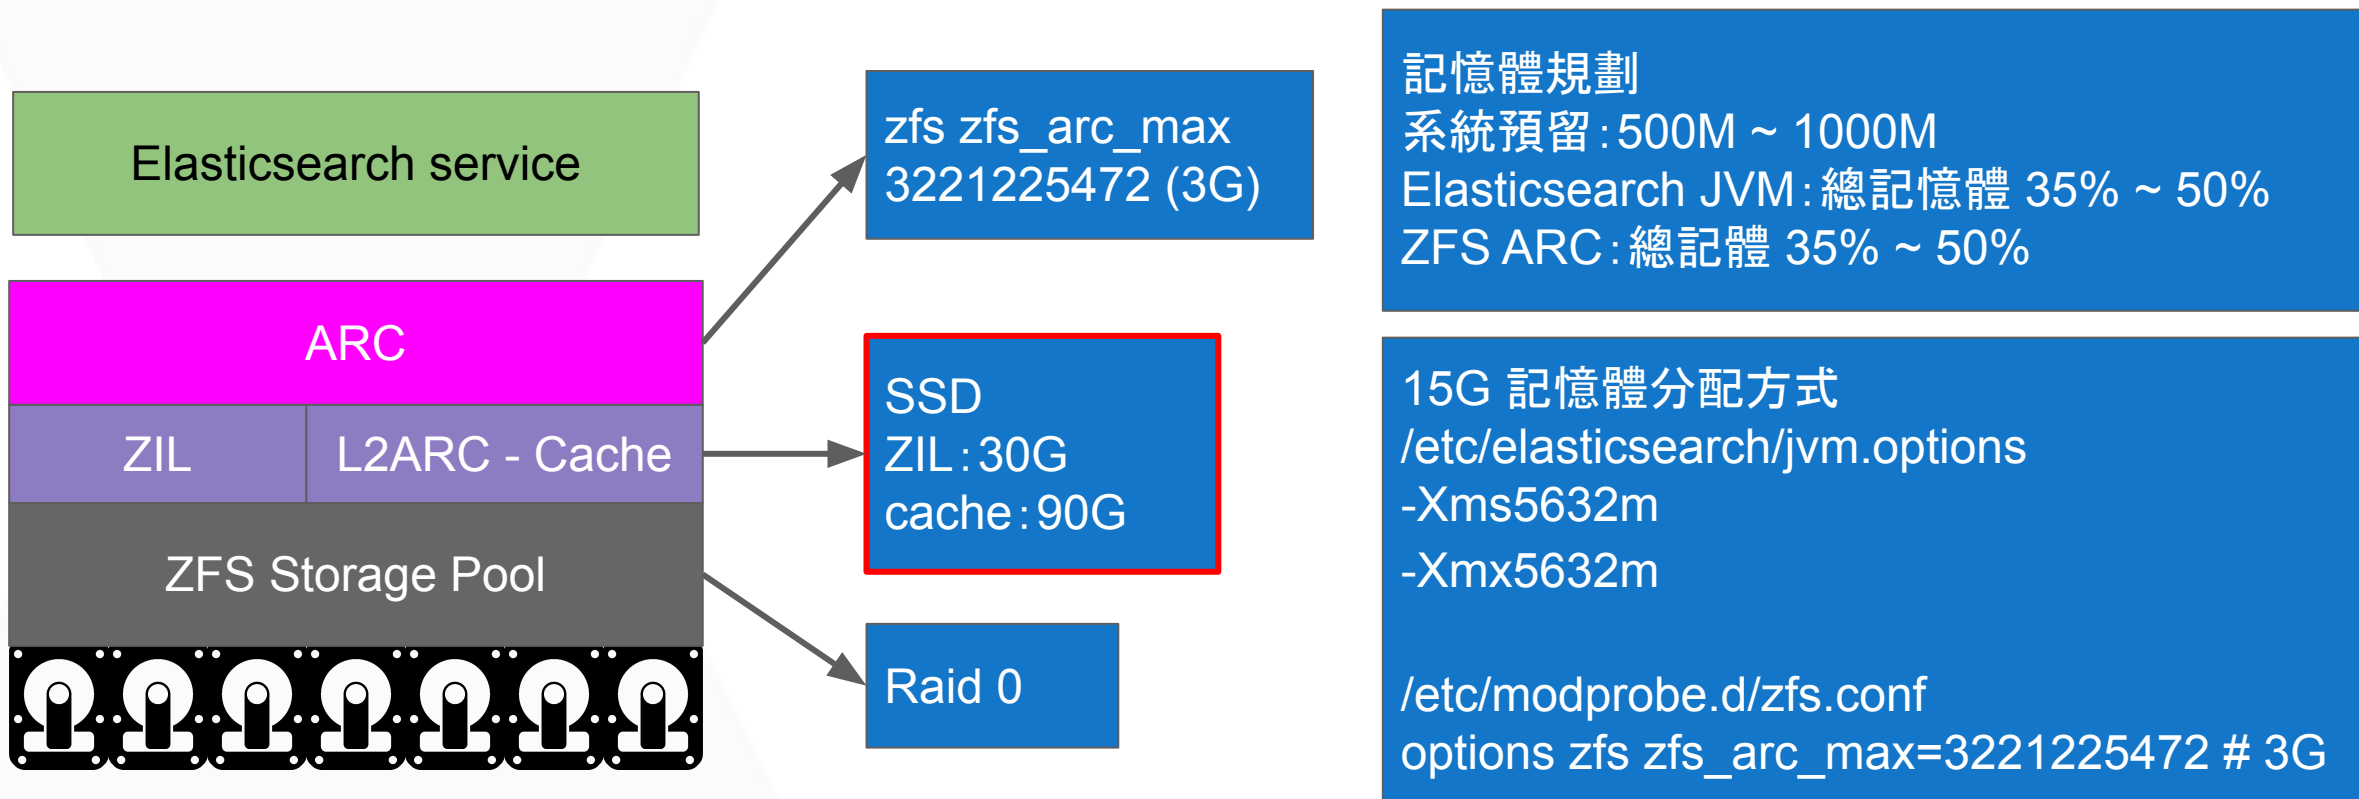 Elasticsearch service
ARC
ZIL
L2ARC - Cache
ZFS Storage Pool
zfs zfs_arc_max
3221225472 (3G)
SSD
ZIL：30G
cache：90G
Raid 0
記憶體規劃
系統預留：500M ~ 1000M
Elasticsearch JVM：總記憶體 35% ~ 50%
ZFS ARC：總記體 35% ~ 50%
15G 記憶體分配方式
/etc/elasticsearch/jvm.options
-Xms5632m
-Xmx5632m
/etc/modprobe.d/zfs.conf
options zfs zfs_arc_max=3221225472 # 3G